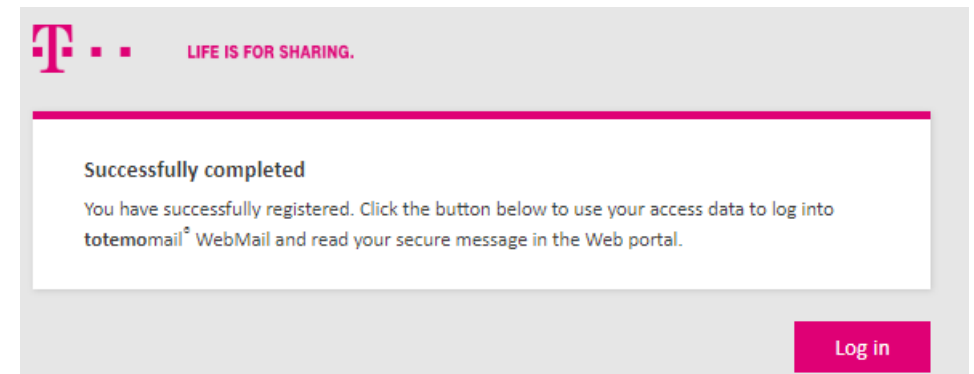 T LIFE IS FOR SHARING.
Successfully completed
You have successfully registered. Click the button below to use your access data to log into
totemomail® WebMail and read your secure message in the Web portal.
Log in